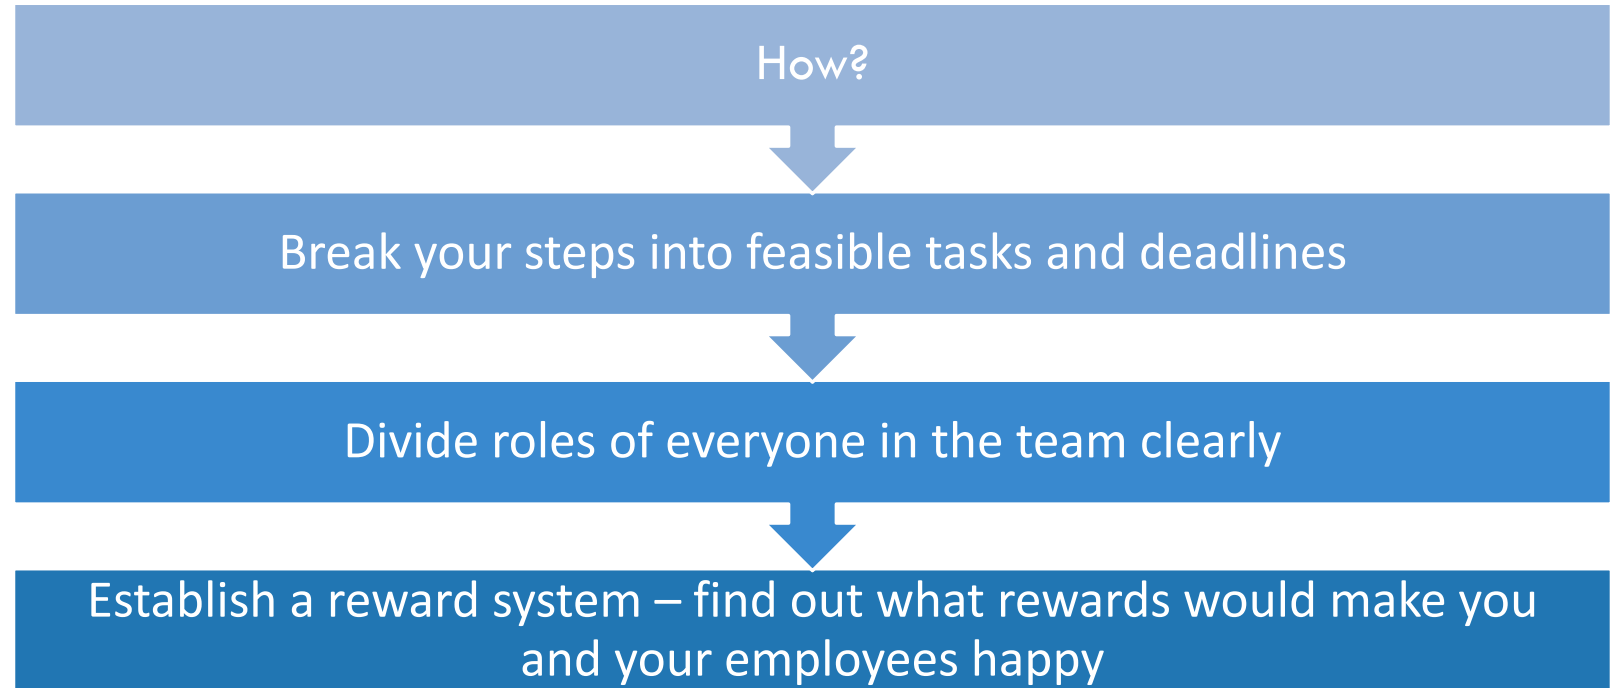 How?
Break your steps into feasible tasks and deadlines
Divide roles of everyone in the team clearly
Establish a reward system – find out what rewards would make you
and your employees happy